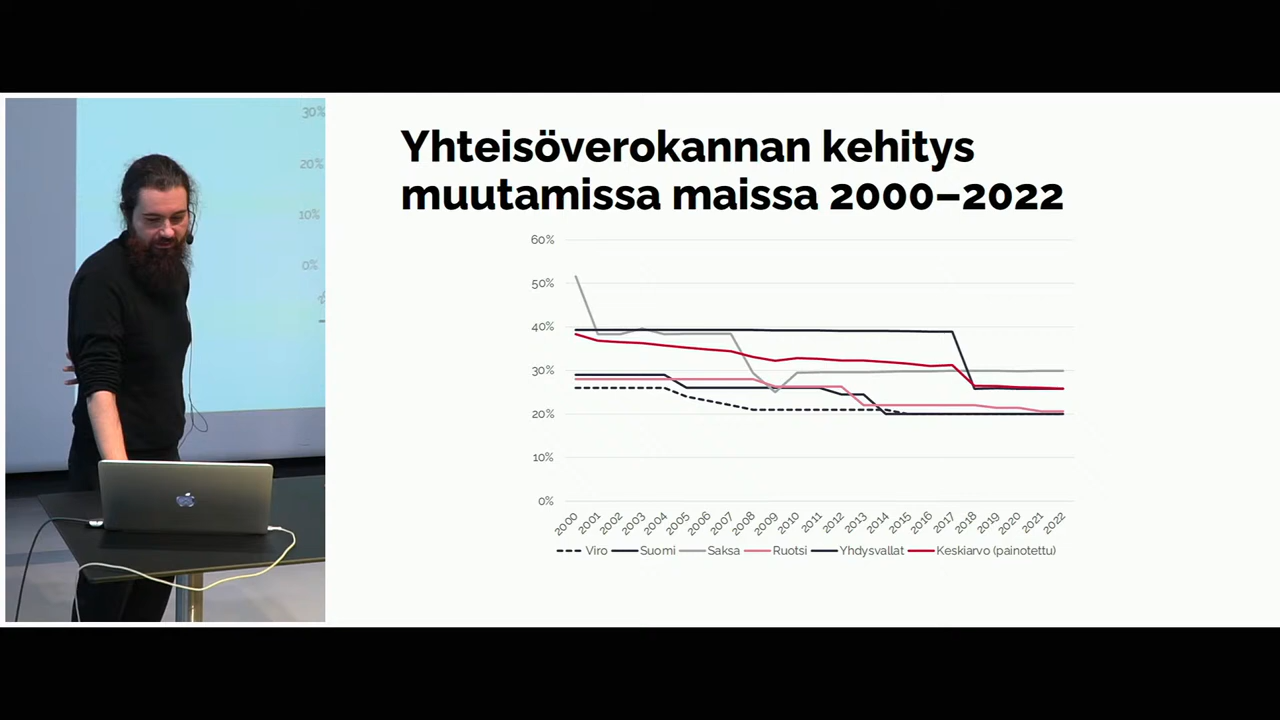 30%
20%
10%
0%
Yhteisöverokannan kehitys
muutamissa maissa 2000–2022
60%
50%
40%
30%
20%
10%
0%
2000 2001 2002 2003 2004 2005 2006 2007 2008 2009 2010 2011 2012 2013 2014 2015 2016 2017 2018 2019 2020 2021 2022
Viro Suomi Saksa Ruotsi Yhdysvallat Keskiarvo (painotettu)